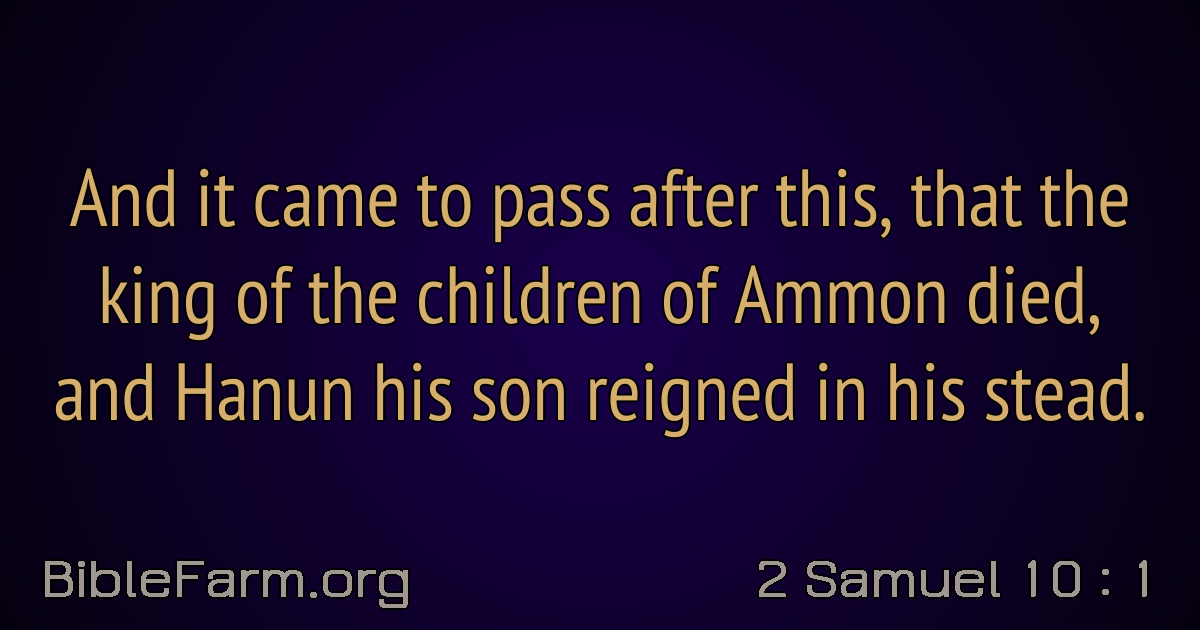 And it came to pass after this, that the
king of the children of Ammon died,
and Hanun his son reigned in his stead.
BibleFarm.org
2 Samuel 10 : 1